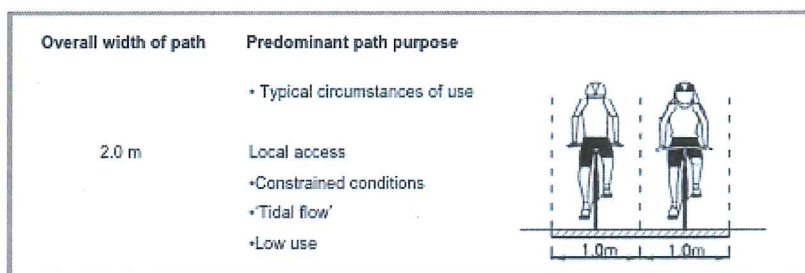 Overall width of path Predominant path purpose
• Typical circumstances of use
2.0 m Local access
•Constrained conditions
•'Tidal flow'
•Low use
1.0m 1.0m